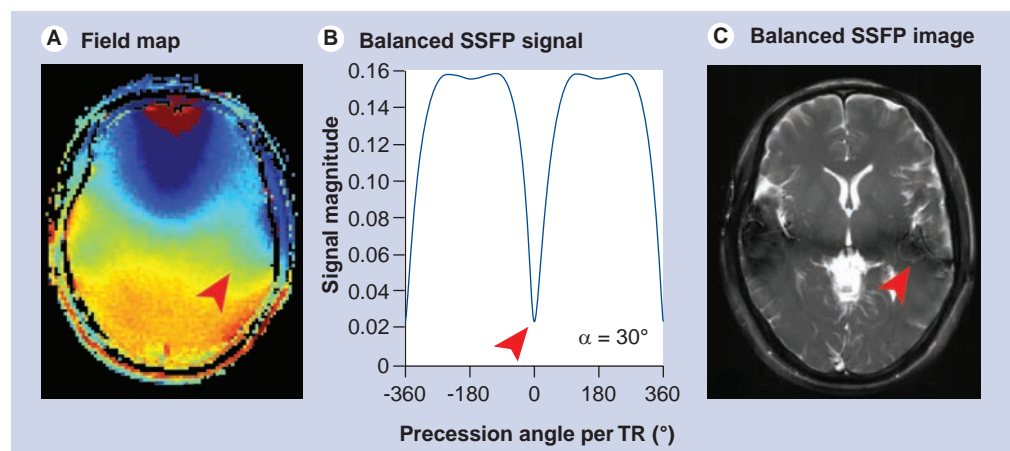 A Field map
B Balanced SSFP signal
C Balanced SSFP image
Signal magnitude
0.16
0.14
0.12
0.10
0.08
0.06
0.04
0.02
0
α = 30°
-360 -180 0 180 360
Precession angle per TR (°)